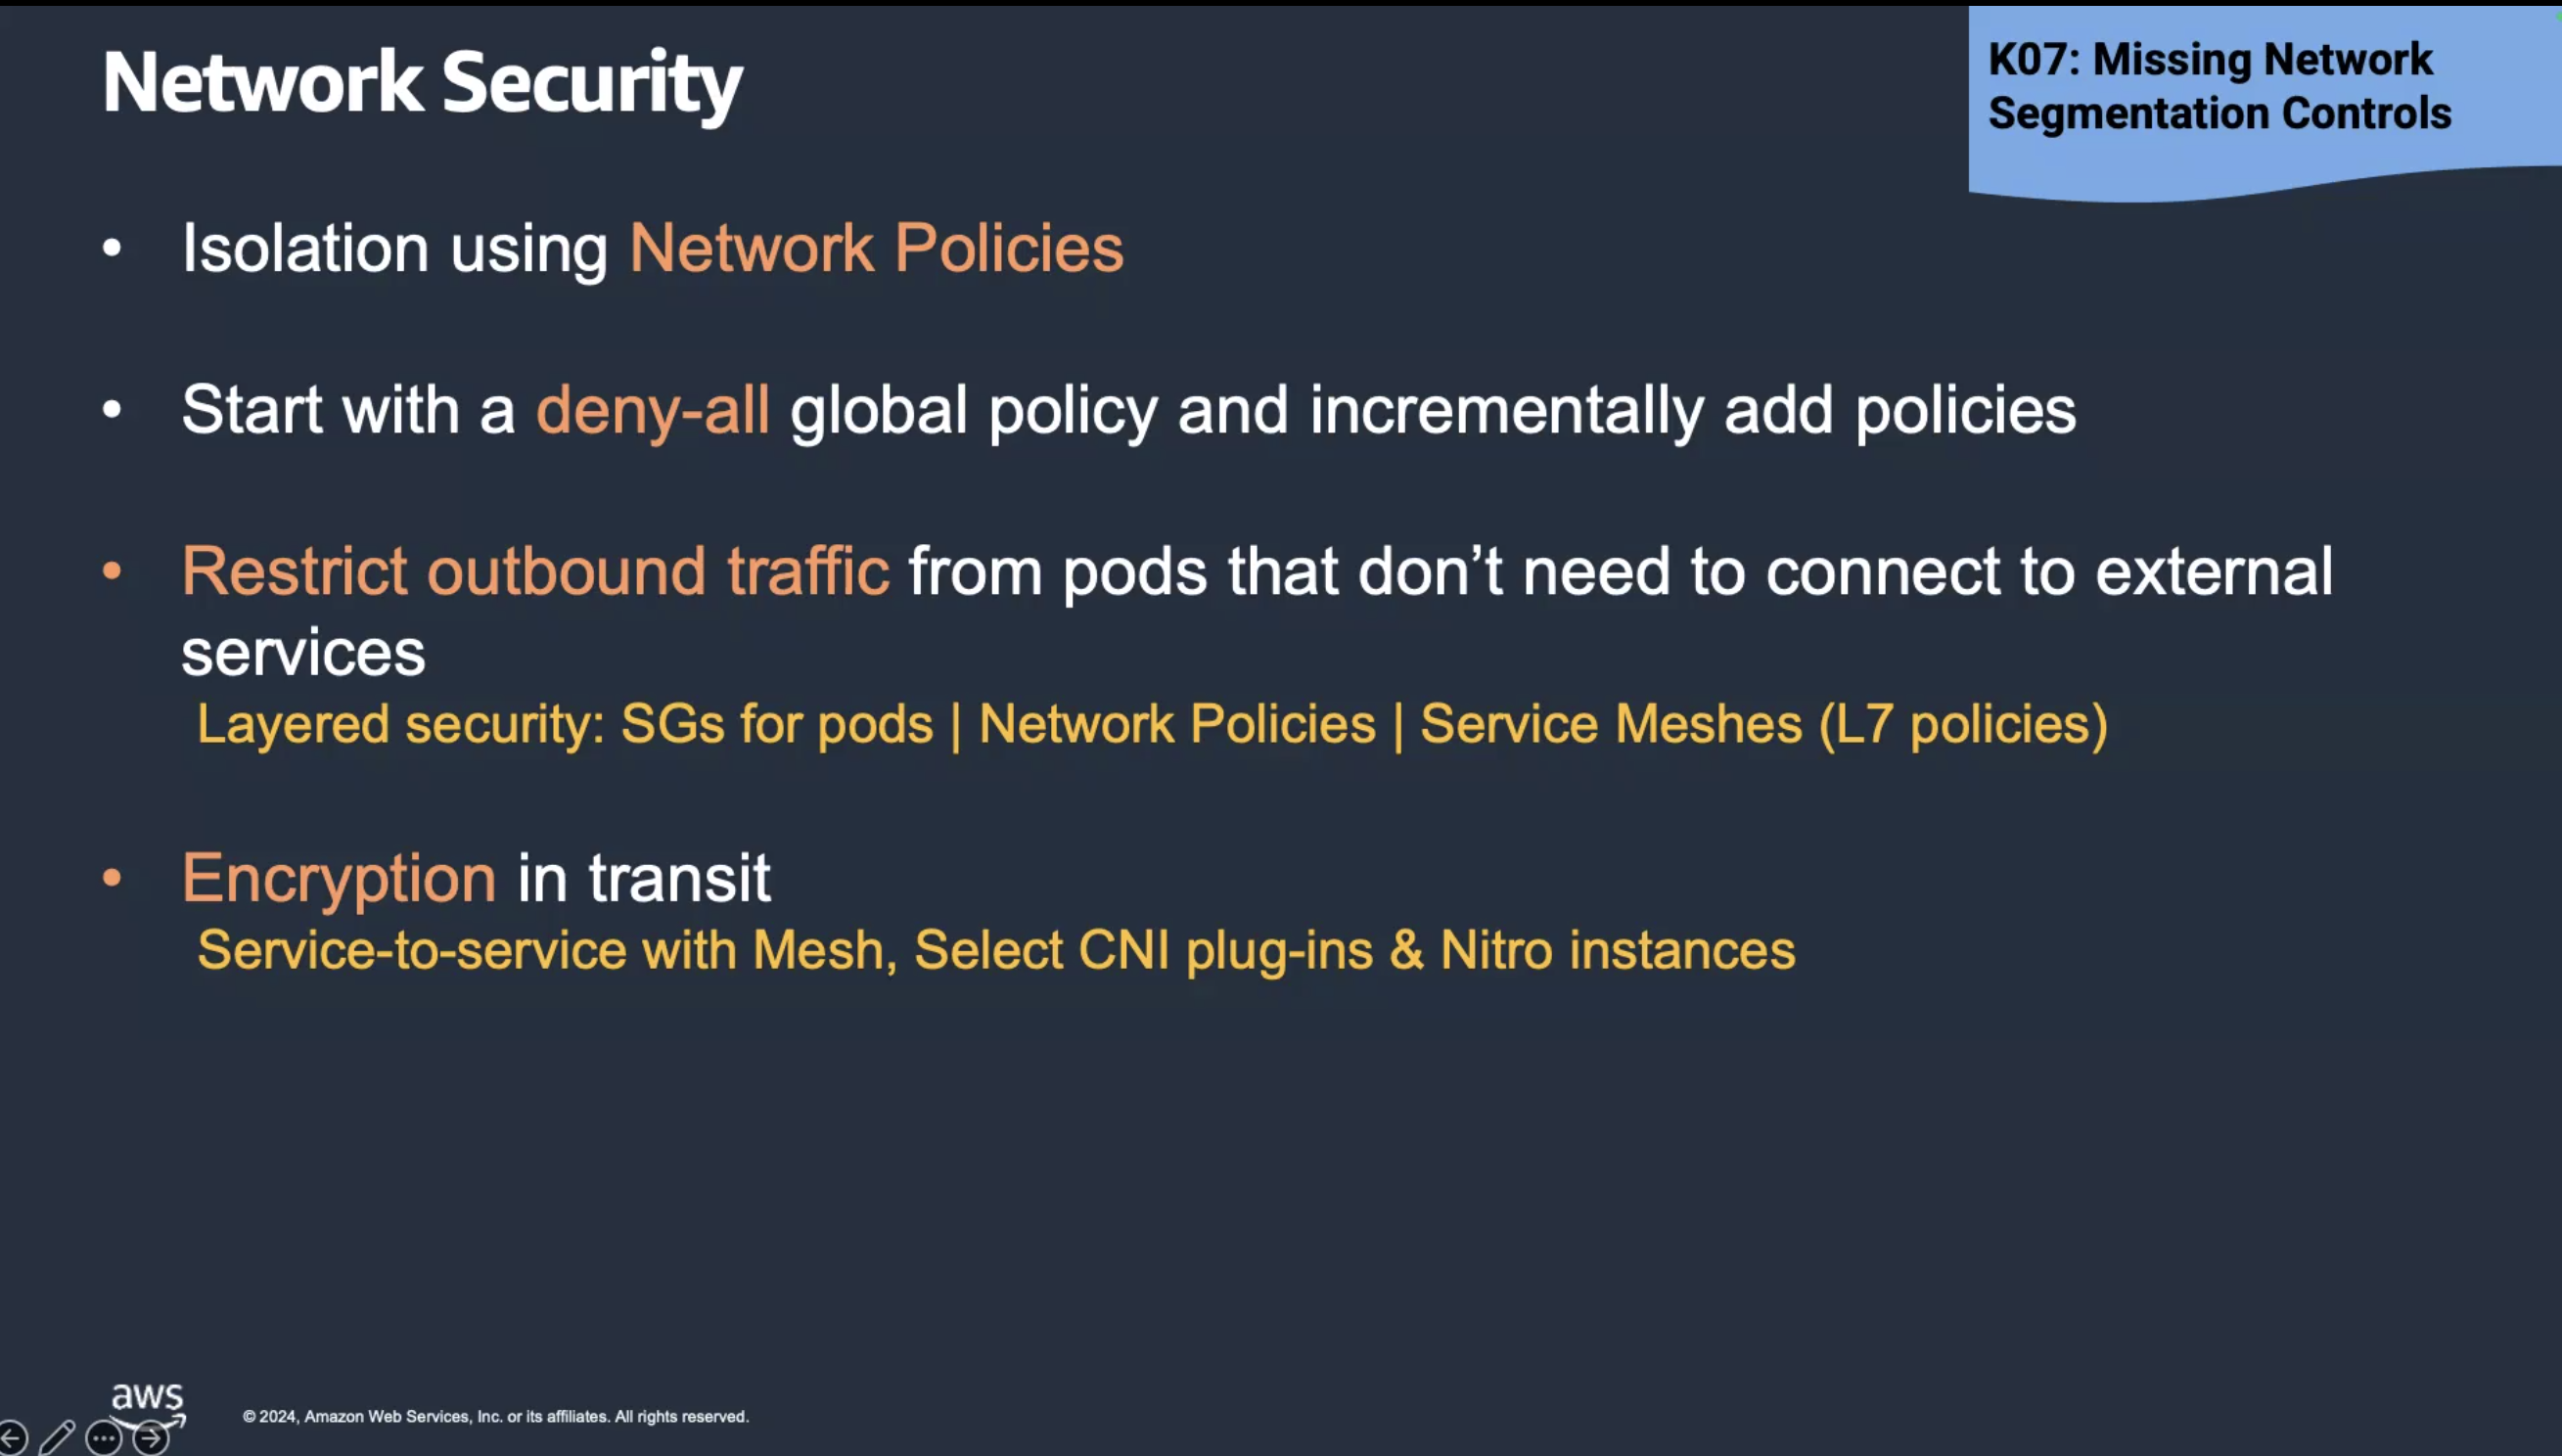 Network Security
K07: Missing Network
Segmentation Controls
• Isolation using Network Policies
• Start with a deny-all global policy and incrementally add policies
• Restrict outbound traffic from pods that don’t need to connect to external
services
Layered security: SGs for pods | Network Policies | Service Meshes (L7 policies)
• Encryption in transit
Service-to-service with Mesh, Select CNI plug-ins & Nitro instances
aws
© 2024, Amazon Web Services, Inc. or its affiliates. All rights reserved.